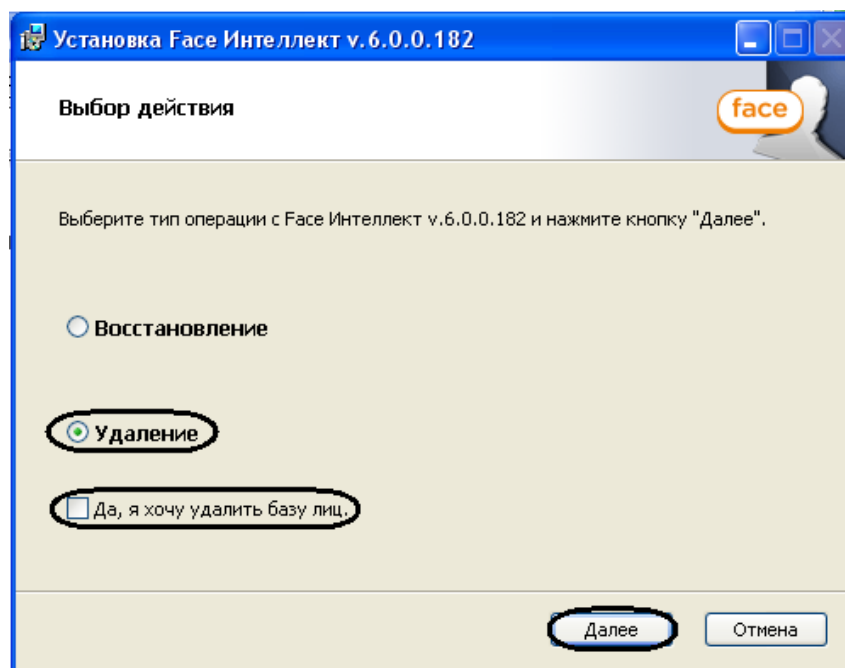 Установка Face Интеллект v.6.0.0.182
Выбор действия
face
Выберите тип операции с Face Интеллект v.6.0.0.182 и нажмите кнопку "Далее".
Восстановление
Удаление
Да, я хочу удалить базу лиц.
Далее
Отмена